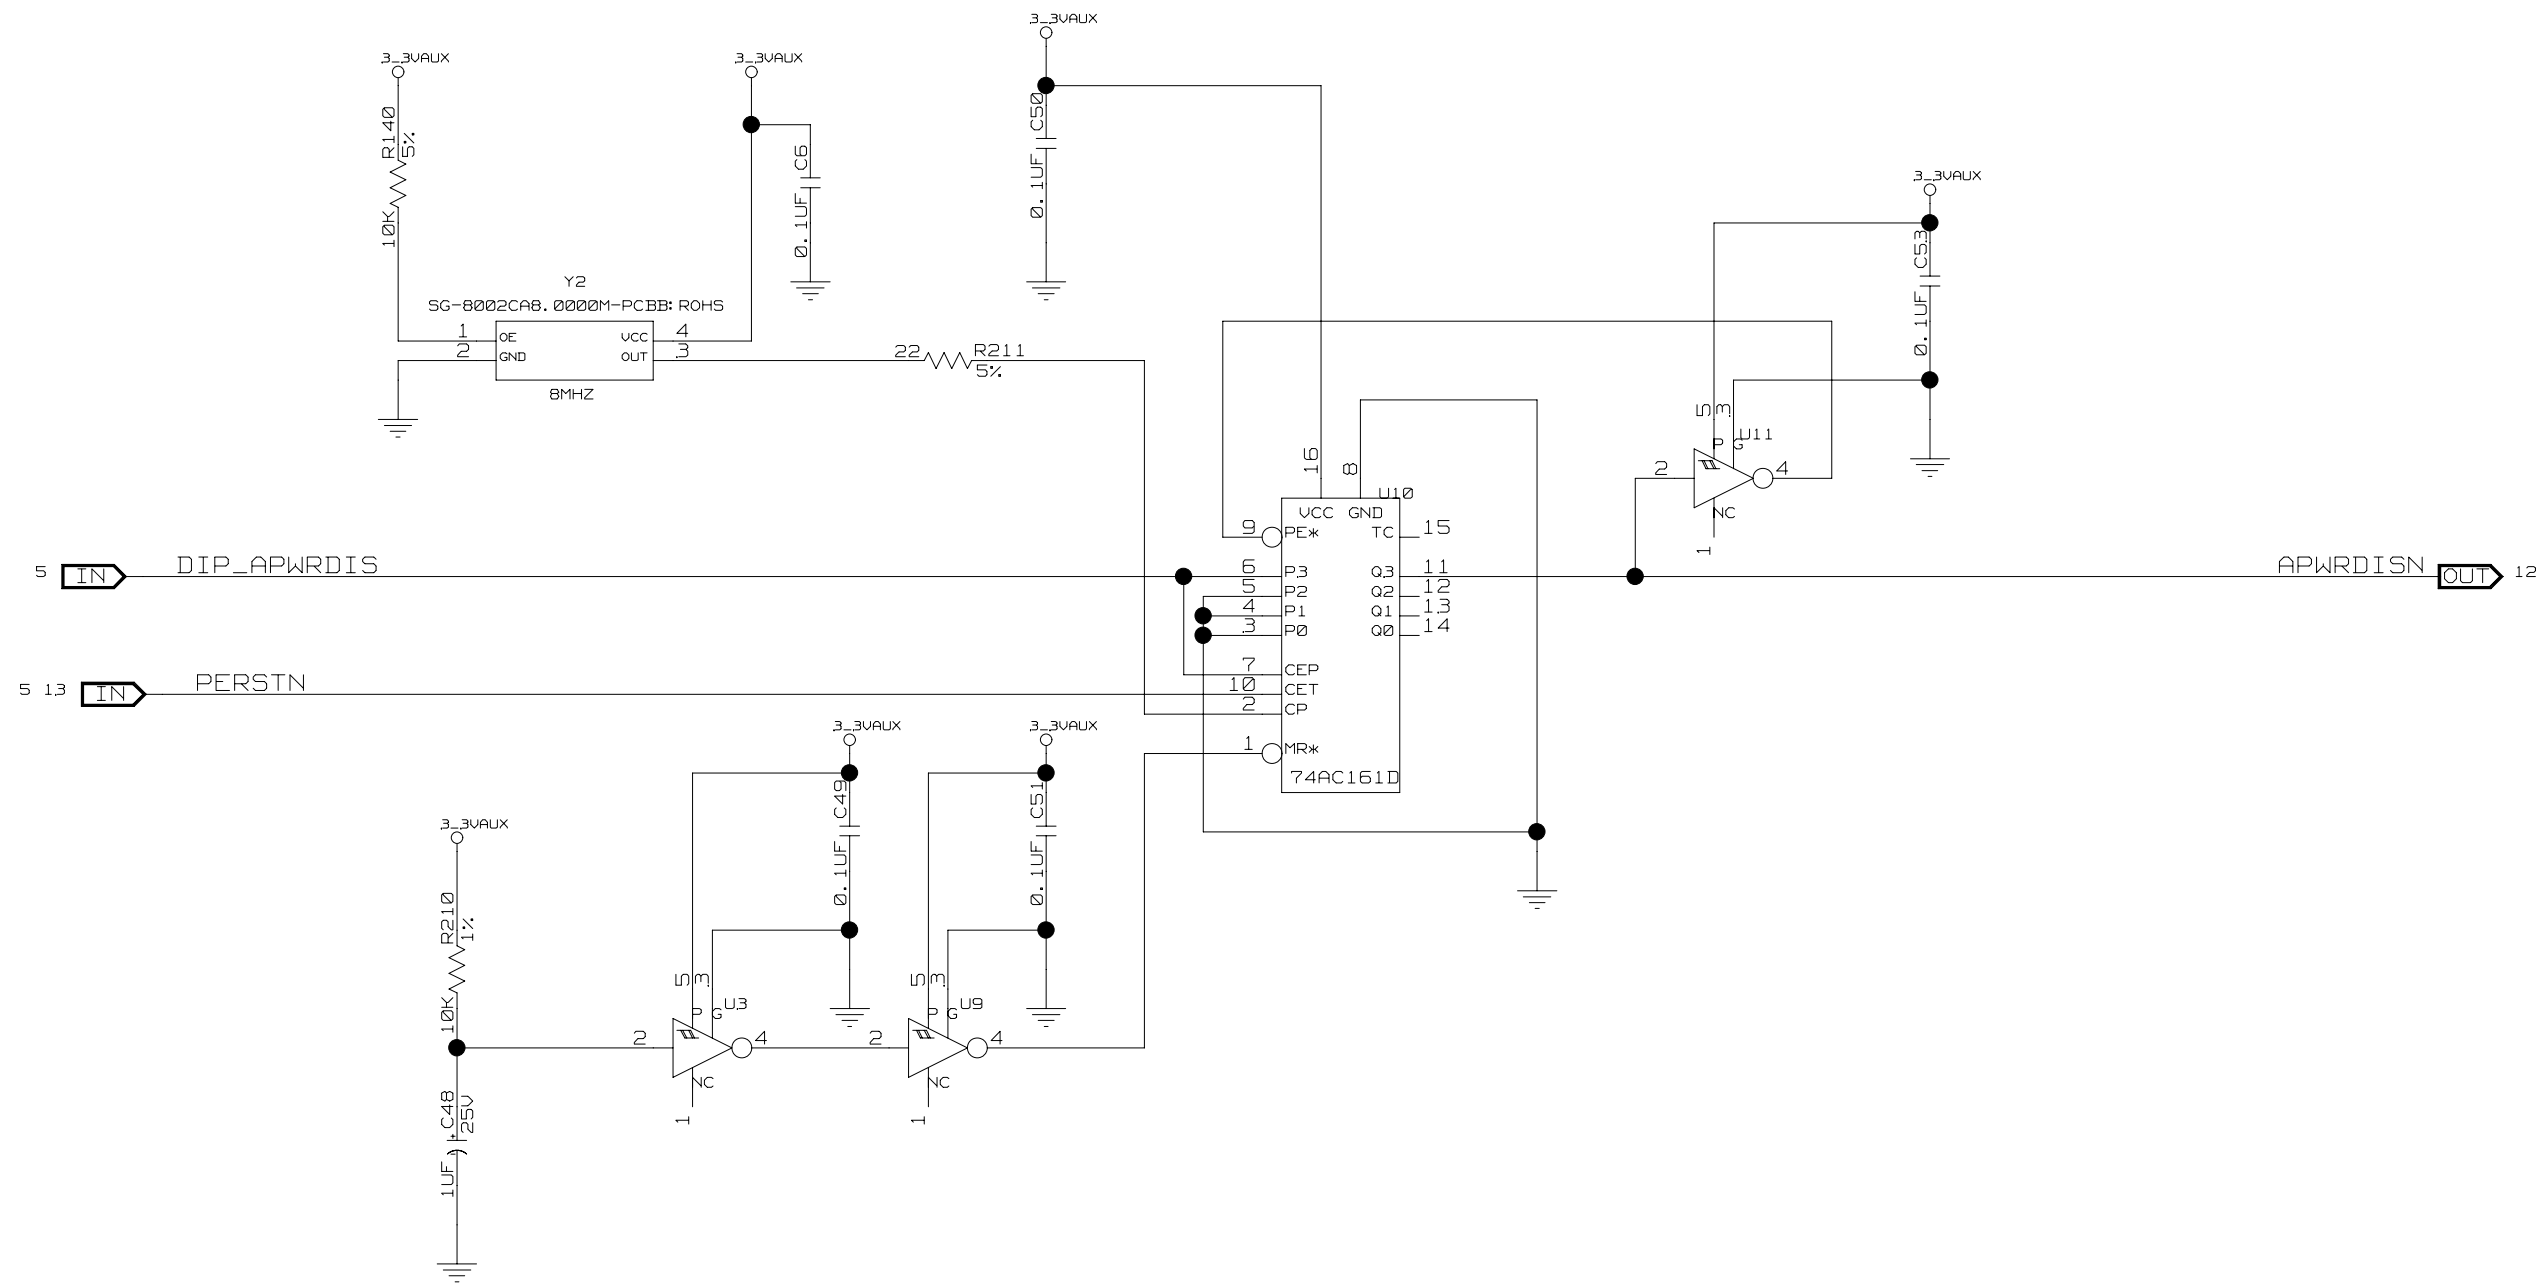 3_3VAUX
3_3VAUX
3_3VAUX
R140
5%
10K
C6
0.1UF
C50
0.1UF
3_3VAUX
C53
0.1UF
Y2
SG-8002CA8.0000M-PCBB:ROHS
1 OE VCC 4
2 GND OUT 3
8MHZ
22 R211
5%
5 3
P G U11
2 4
NC
1
16 8
U10
VCC GND
9 PE* TC 15
5 IN DIP_APWRDIS 6 P3 Q3 11 APWRDISN OUT 12
5 P2 Q2 12
4 P1 Q1 13
3 P0 Q0 14
7 CEP
5 13 IN PERSTN 10 CET
2 CP
1 MR*
74AC161D
3_3VAUX
3_3VAUX
C49
0.1UF
C51
0.1UF
3_3VAUX
R210
1%
10K
5 3
P G U3
2 4
NC
1
5 3
P G U9
2 4
NC
1
+ C48
25V
1UF